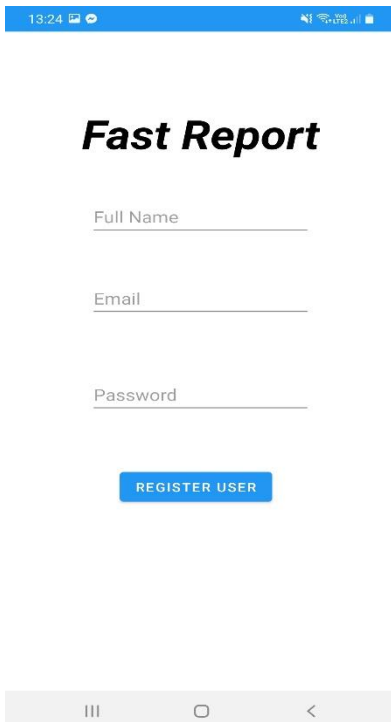 13:24
Fast Report
Full Name
Email
Password
REGISTER USER